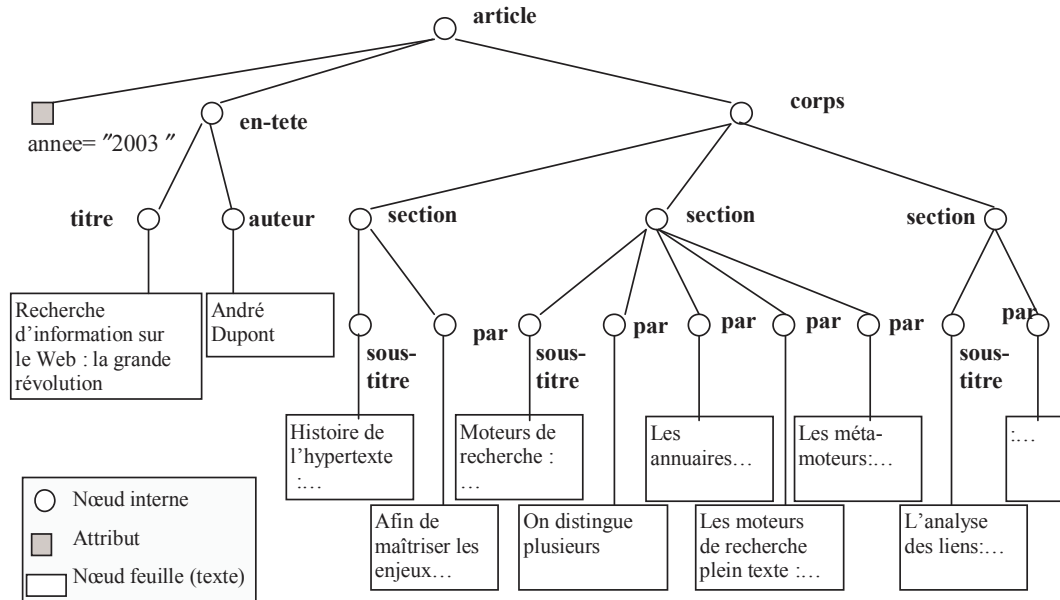 article
annee= ″2003 ″
en-tete
corps
titre
auteur
section
section
section
Recherche
d’information sur
le Web : la grande
révolution
André
Dupont
sous-
titre
par
sous-
titre
par
par
par
par
sous-
titre
par
Histoire de
l’hypertexte
:…
Moteurs de
recherche :
…
Les
annuaires…
Les méta-
moteurs:…
:…
Afin de
maîtriser les
enjeux…
On distingue
plusieurs
Les moteurs
de recherche
plein texte :…
L’analyse
des liens:…
Nœud interne
Attribut
Nœud feuille (texte)